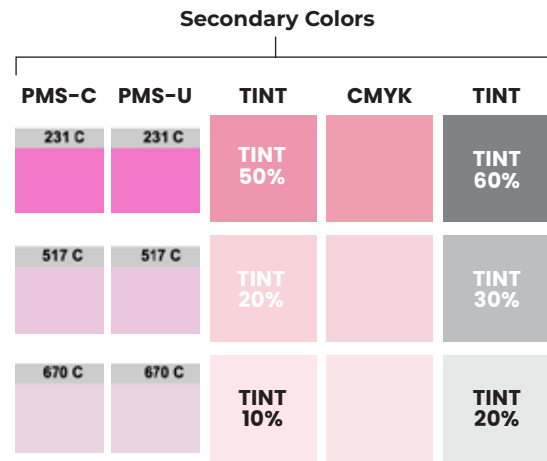 Secondary Colors
PMS-C PMS-U TINT CMYK TINT
231 C 231 C
TINT
50%
TINT
60%
517 C 517 C
TINT
20%
TINT
30%
670 C 670 C
TINT
10%
TINT
20%